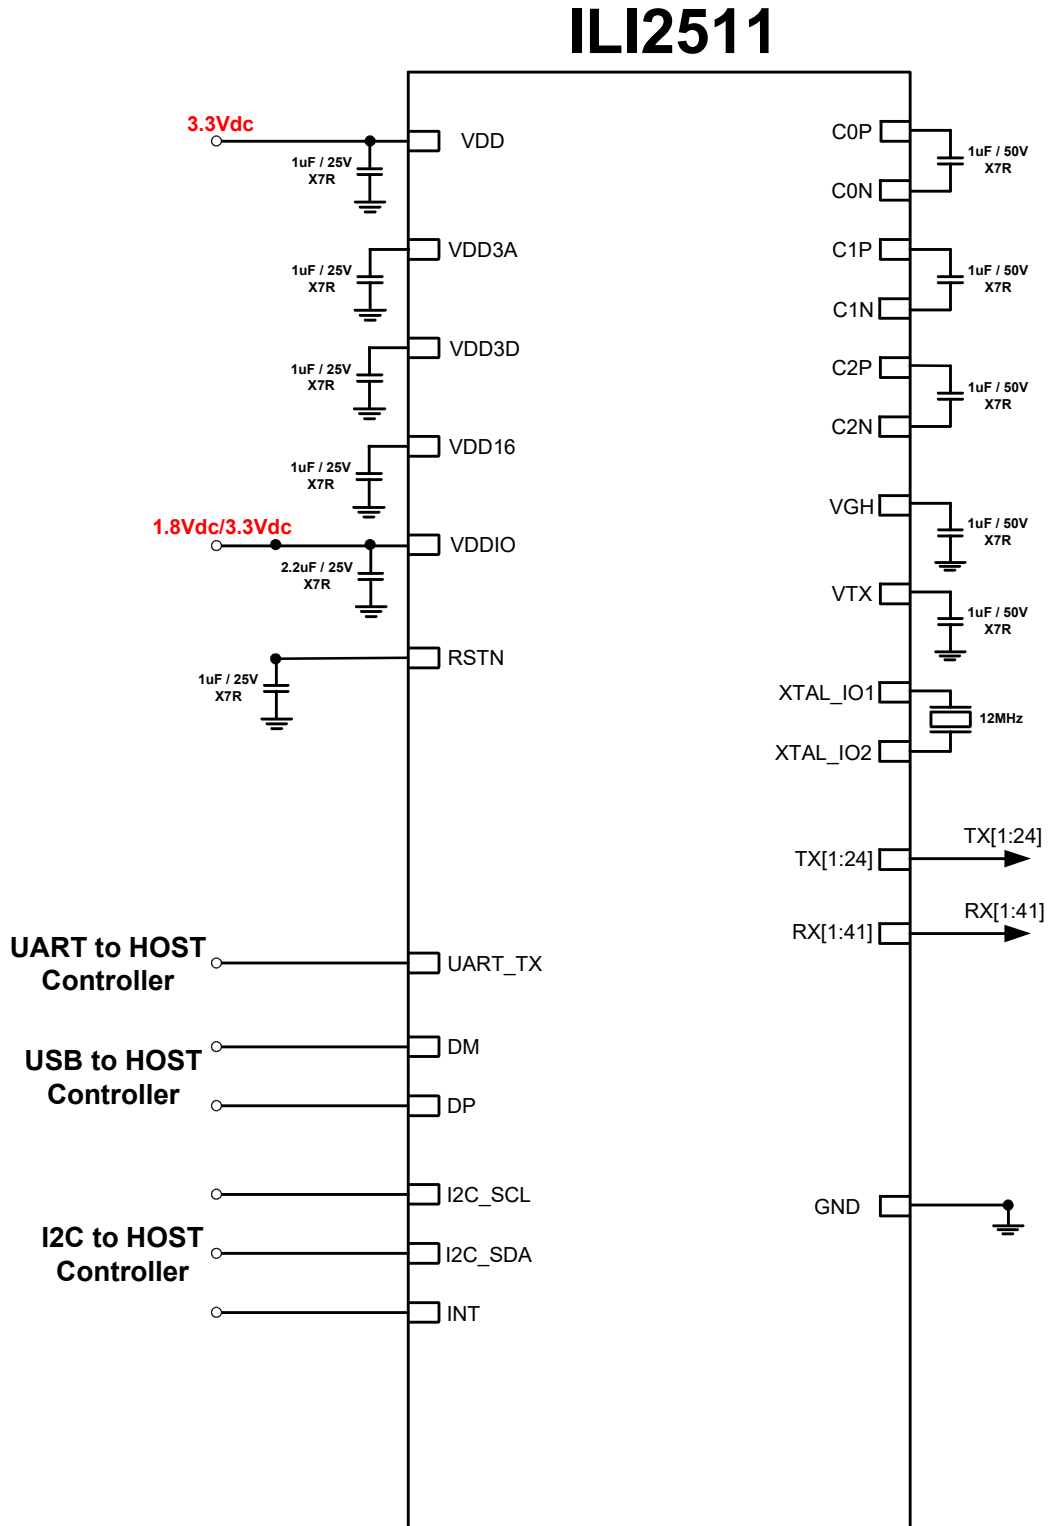 ILI2511
3.3Vdc
VDD
1uF / 25V
X7R
VDD3A
1uF / 25V
X7R
VDD3D
1uF / 25V
X7R
VDD16
1uF / 25V
X7R
1.8Vdc/3.3Vdc
VDDIO
2.2uF / 25V
X7R
RSTN
1uF / 25V
X7R
UART to HOST
Controller
UART_TX
USB to HOST
Controller
DM
DP
I2C to HOST
Controller
I2C_SCL
I2C_SDA
INT
C0P
1uF / 50V
X7R
C0N
C1P
1uF / 50V
X7R
C1N
C2P
1uF / 50V
X7R
C2N
VGH
1uF / 50V
X7R
VTX
1uF / 50V
X7R
XTAL_IO1
12MHz
XTAL_IO2
TX[1:24]
TX[1:24]
RX[1:41]
RX[1:41]
GND